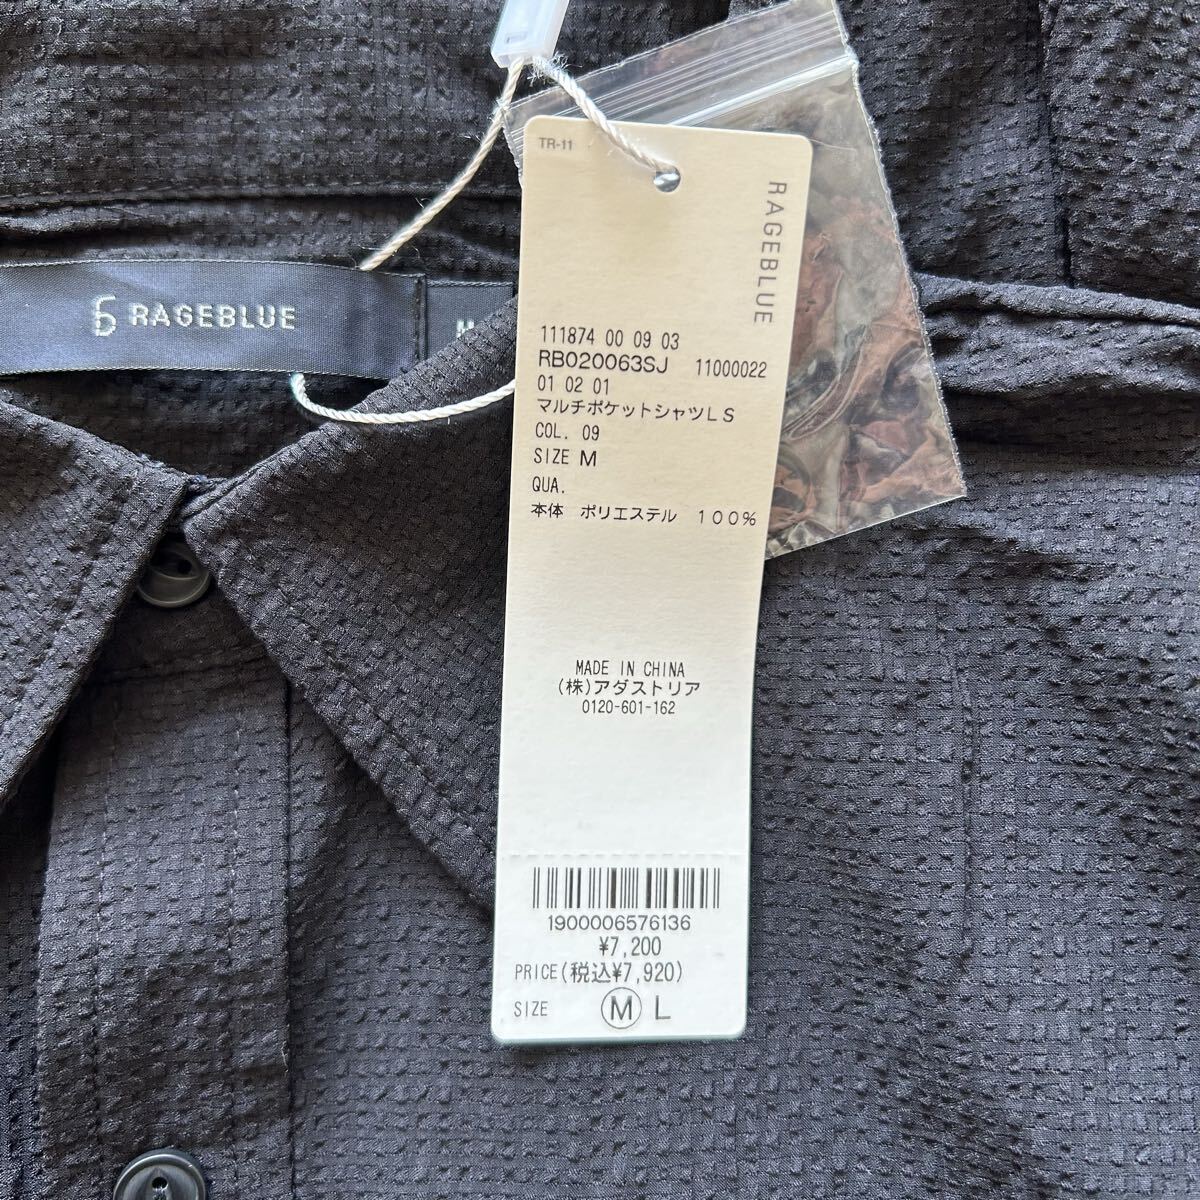 TR-11
RAGEBLUE
6 RAGEBLUE
111874 00 09 03
RB020063SJ 11000022
01 02 01
マルチポケットシャツLS
COL. 09
SIZE M
QUA.
本体 ポリエステル 100%
MADE IN CHINA
(株)アダストリア
0120-601-162
1900006576136
¥7,200
PRICE(税込¥7,920)
SIZE M L